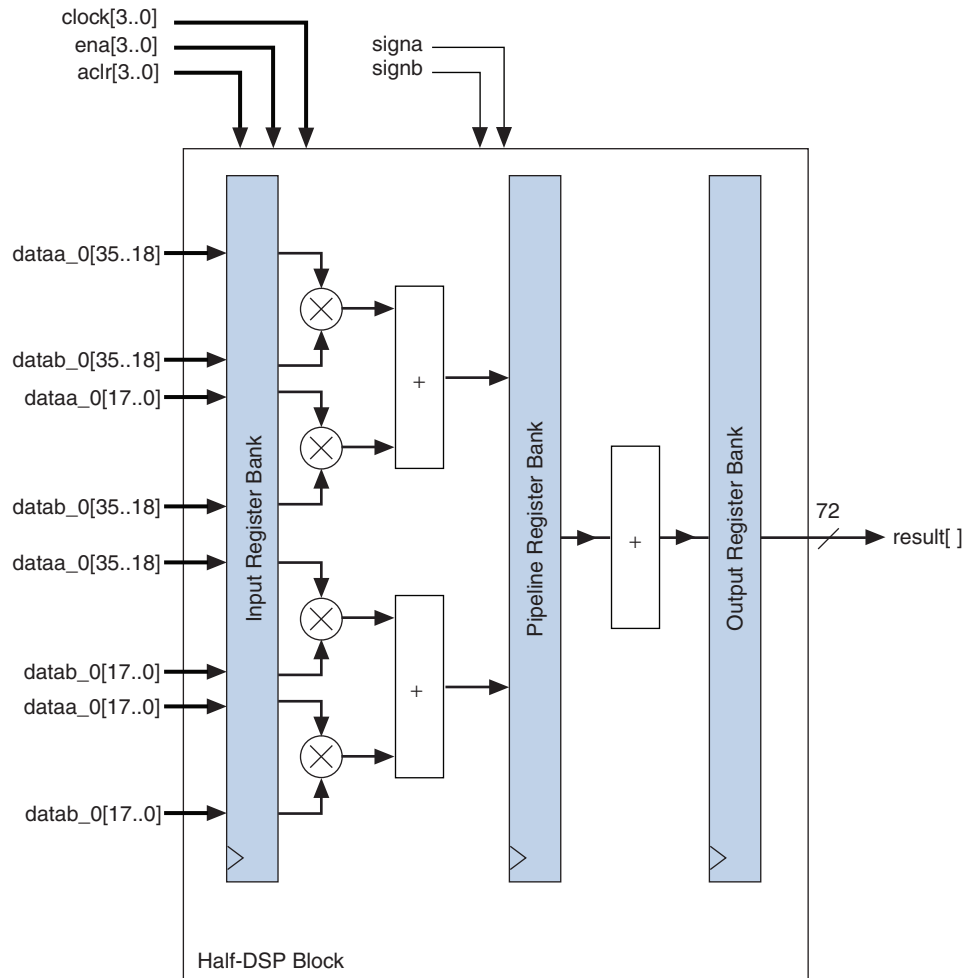 clock[3..0]
ena[3..0]
aclr[3..0]
signa
signb
dataa_0[35..18]
datab_0[35..18]
dataa_0[17..0]
datab_0[35..18]
dataa_0[35..18]
datab_0[17..0]
dataa_0[17..0]
datab_0[17..0]
Input Register Bank
+
+
Pipeline Register Bank
+
Output Register Bank
72
result[ ]
Half-DSP Block